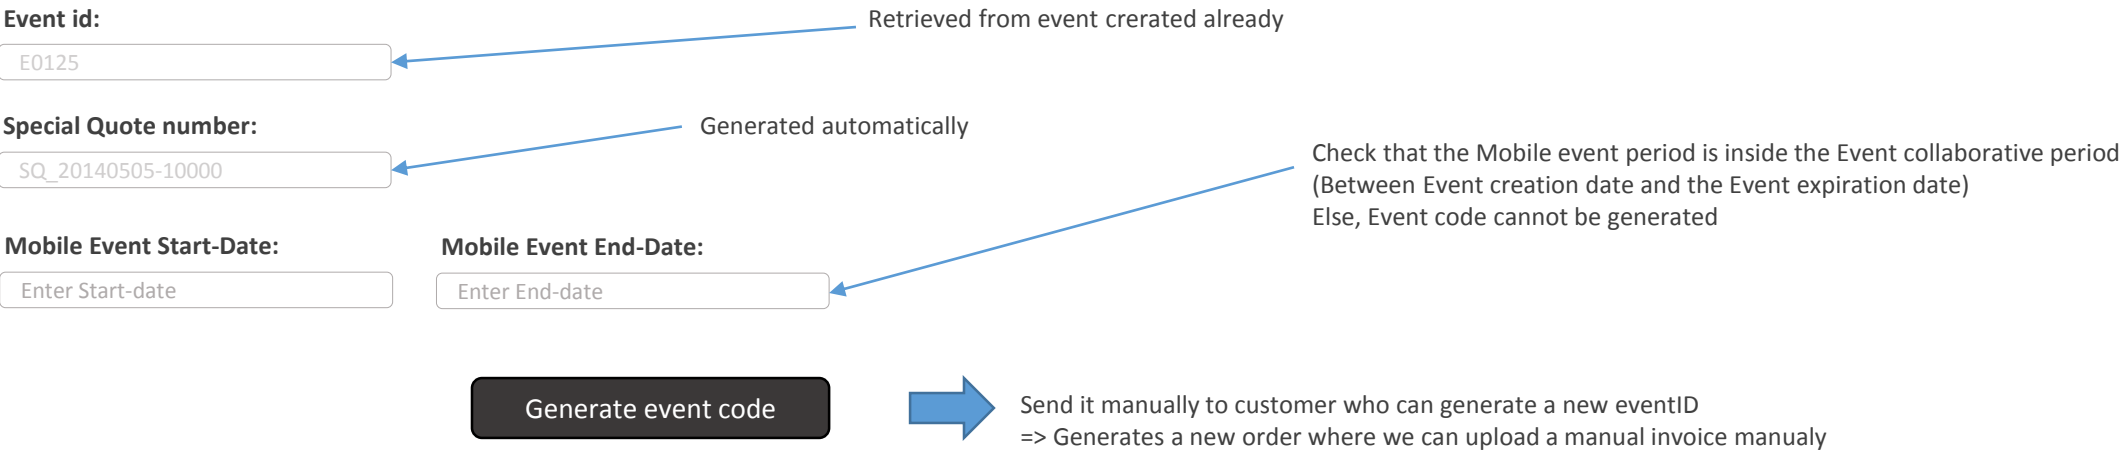 Event id:
Retrieved from event crerated already
E0125
Special Quote number:
Generated automatically
SQ_20140505-10000
Check that the Mobile event period is inside the Event collaborative period
(Between Event creation date and the Event expiration date)
Else, Event code cannot be generated
Mobile Event Start-Date:
Mobile Event End-Date:
Enter Start-date
Enter End-date
Generate event code
Send it manually to customer who can generate a new eventID
=> Generates a new order where we can upload a manual invoice manualy